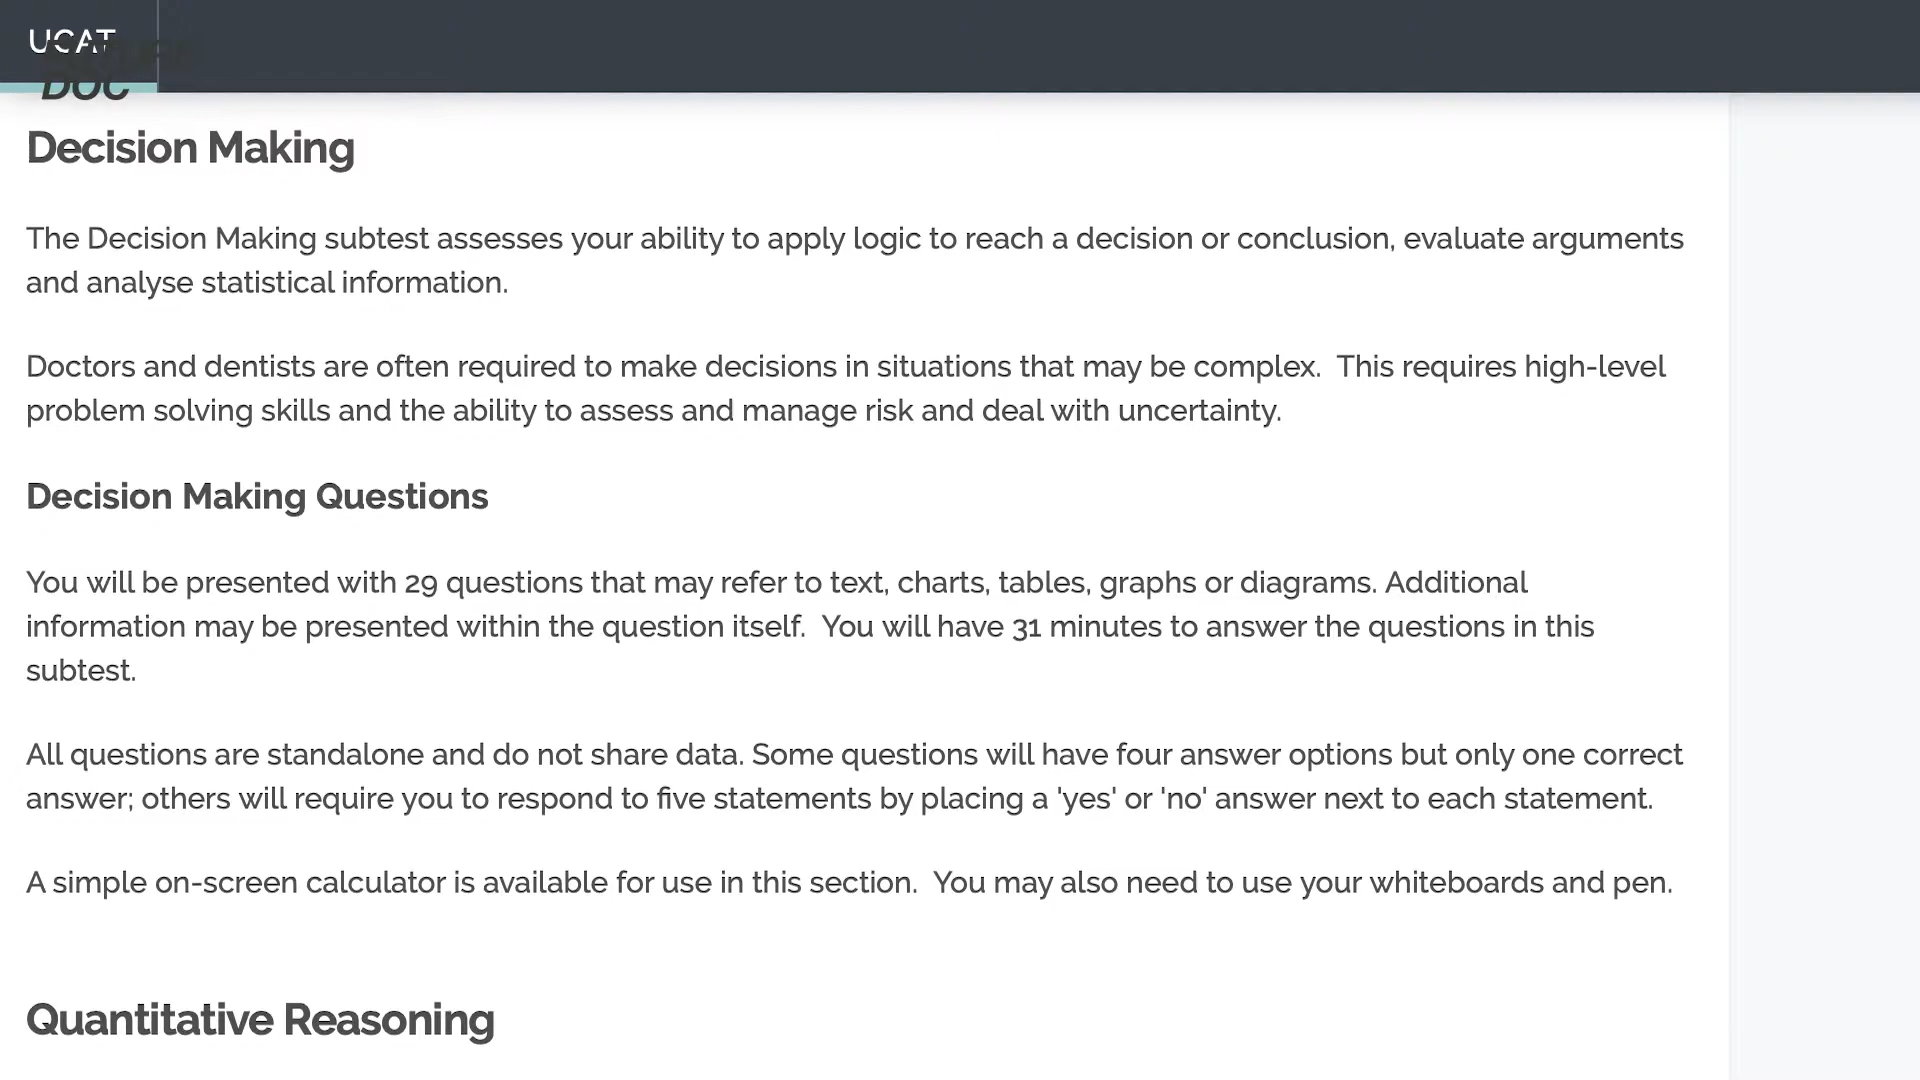 UCAT
DOC
Decision Making
The Decision Making subtest assesses your ability to apply logic to reach a decision or conclusion, evaluate arguments
and analyse statistical information.
Doctors and dentists are often required to make decisions in situations that may be complex.  This requires high-level
problem solving skills and the ability to assess and manage risk and deal with uncertainty.
Decision Making Questions
You will be presented with 29 questions that may refer to text, charts, tables, graphs or diagrams. Additional
information may be presented within the question itself.  You will have 31 minutes to answer the questions in this
subtest.
All questions are standalone and do not share data. Some questions will have four answer options but only one correct
answer; others will require you to respond to five statements by placing a 'yes' or 'no' answer next to each statement.
A simple on-screen calculator is available for use in this section.  You may also need to use your whiteboards and pen.
Quantitative Reasoning